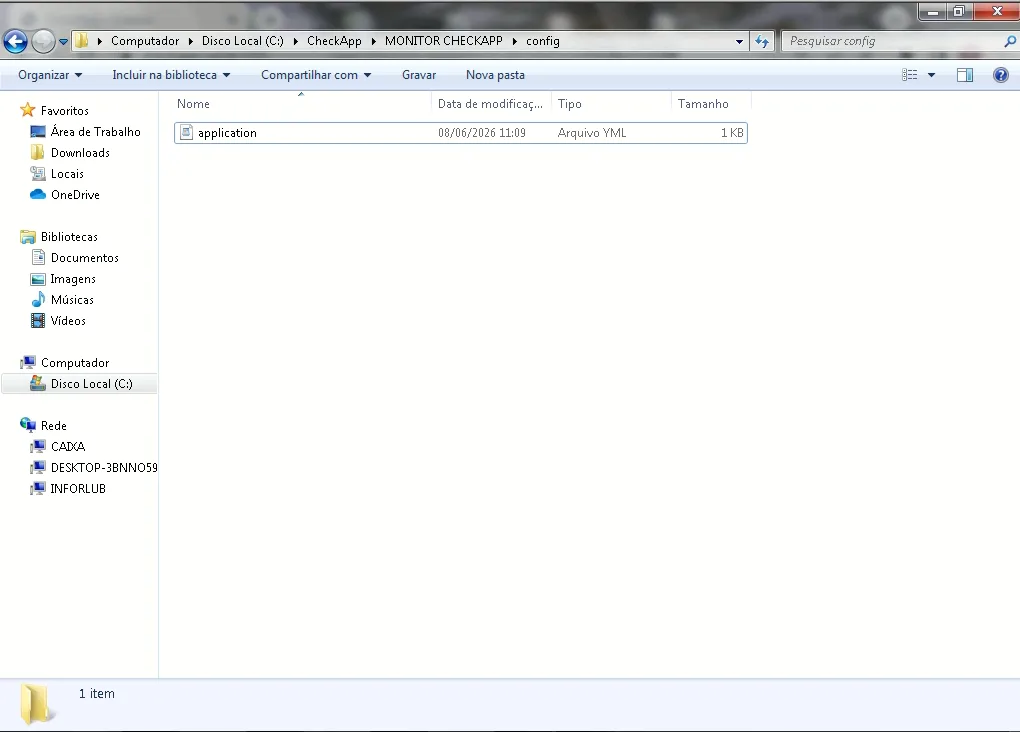 Computador Disco Local (C:) CheckApp MONITOR CHECKAPP config
Pesquisar config
Organizar Incluir na biblioteca Compartilhar com Gravar Nova pasta
Nome Data de modificaç... Tipo Tamanho
application 08/06/2026 11:09 Arquivo YML 1 KB
Favoritos
Área de Trabalho
Downloads
Locais
OneDrive
Bibliotecas
Documentos
Imagens
Músicas
Vídeos
Computador
Disco Local (C:)
Rede
CAIXA
DESKTOP-3BNNO59
INFORLUB
1 item